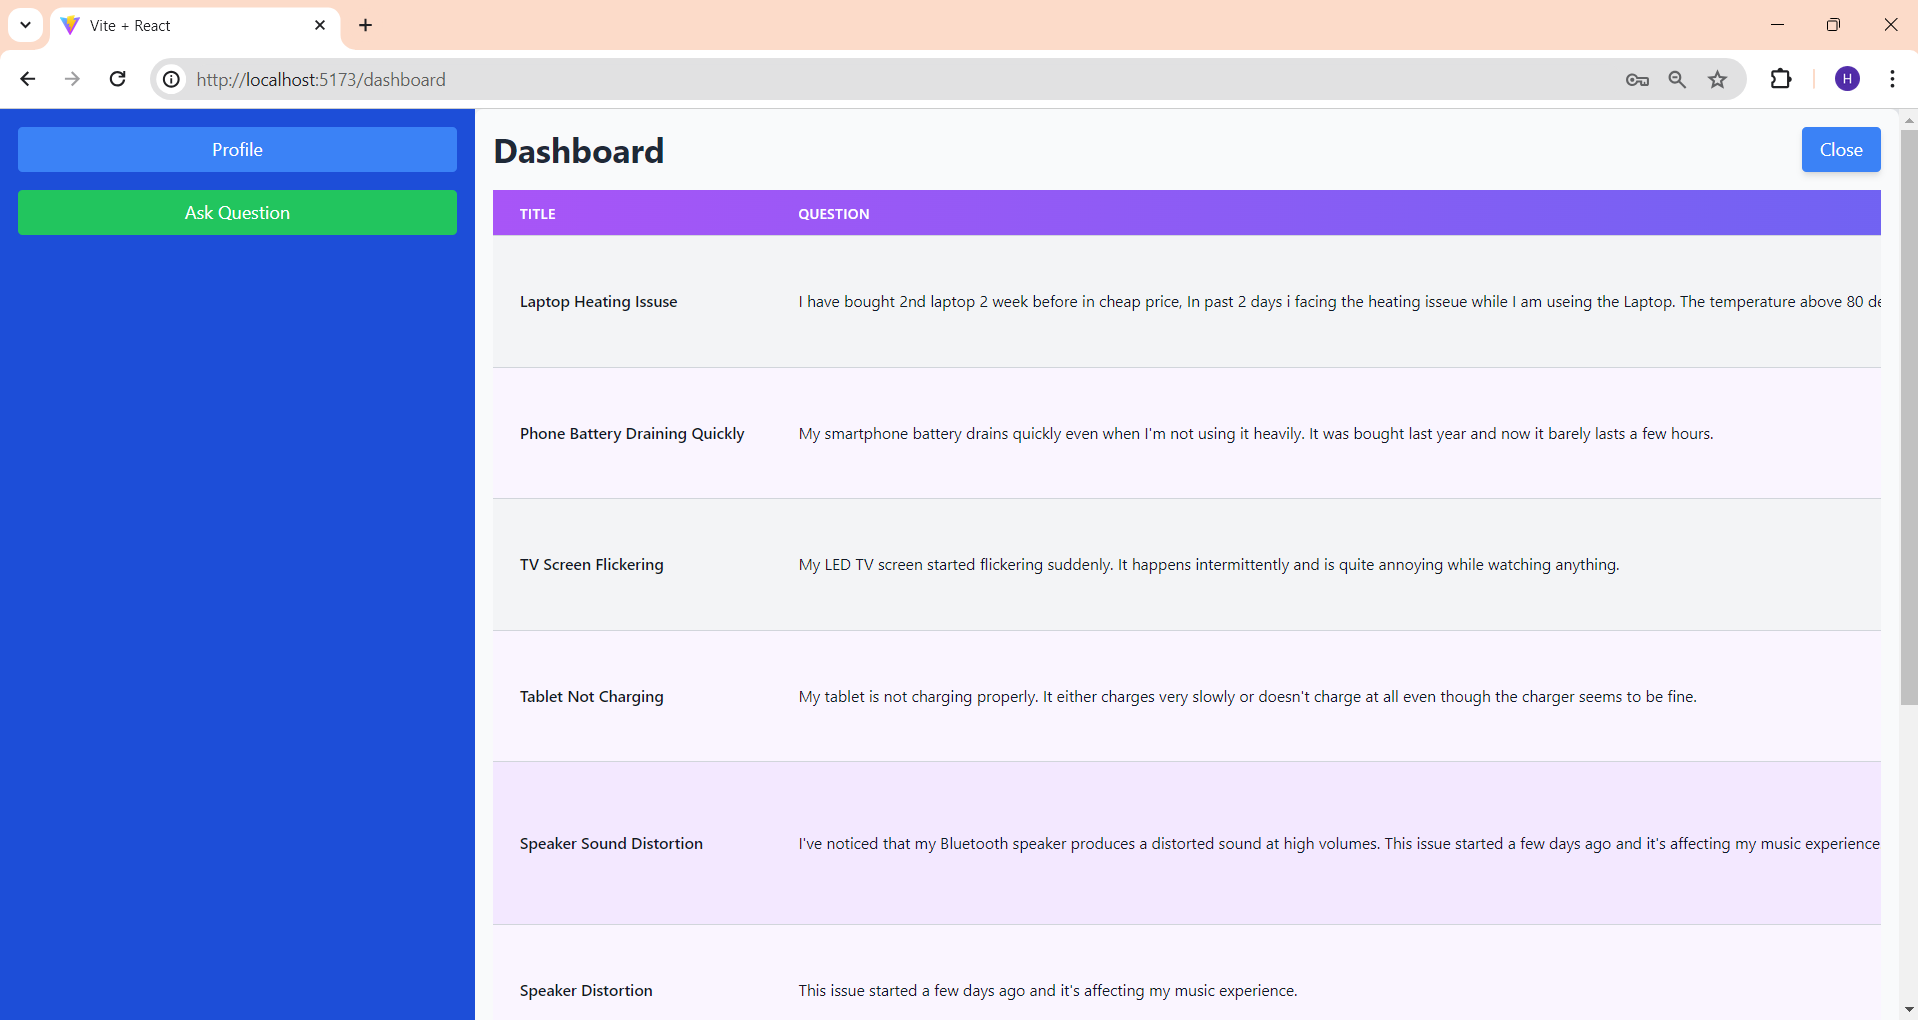 Vite + React
http://localhost:5173/dashboard
H
Profile
Ask Question
Dashboard
Close
TITLE QUESTION
Laptop Heating Issuse I have bought 2nd laptop 2 week before in cheap price, In past 2 days i facing the heating isseue while I am useing the Laptop. The temperature above 80
Phone Battery Draining Quickly My smartphone battery drains quickly even when I'm not using it heavily. It was bought last year and now it barely lasts a few hours.
TV Screen Flickering My LED TV screen started flickering suddenly. It happens intermittently and is quite annoying while watching anything.
Tablet Not Charging My tablet is not charging properly. It either charges very slowly or doesn't charge at all even though the charger seems to be fine.
Speaker Sound Distortion I've noticed that my Bluetooth speaker produces a distorted sound at high volumes. This issue started a few days ago and it's affecting my music experience
Speaker Distortion This issue started a few days ago and it's affecting my music experience.